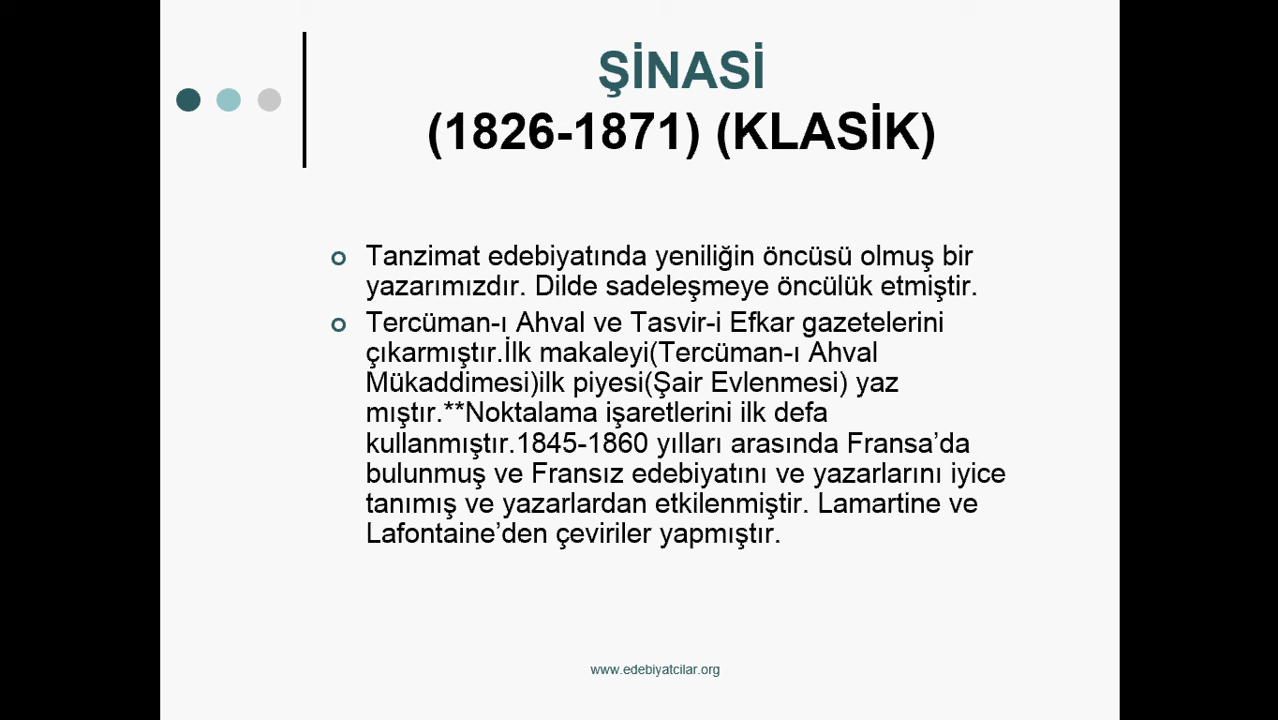 ŞİNASİ
(1826-1871) (KLASİK)
Tanzimat edebiyatında yeniliğin öncüsü olmuş bir
yazarımızdır. Dilde sadeleşmeye öncülük etmiştir.
Tercüman-ı Ahval ve Tasvir-i Efkar gazetelerini
çıkarmıştır.İlk makaleyi(Tercüman-ı Ahval
Mükaddimesi)ilk piyesi(Şair Evlenmesi) yaz
mıştır.**Noktalama işaretlerini ilk defa
kullanmıştır.1845-1860 yılları arasında Fransa’da
bulunmuş ve Fransız edebiyatını ve yazarlarını iyice
tanımış ve yazarlardan etkilenmiştir. Lamartine ve
Lafontaine’den çeviriler yapmıştır.
www.edebiyatcilar.org